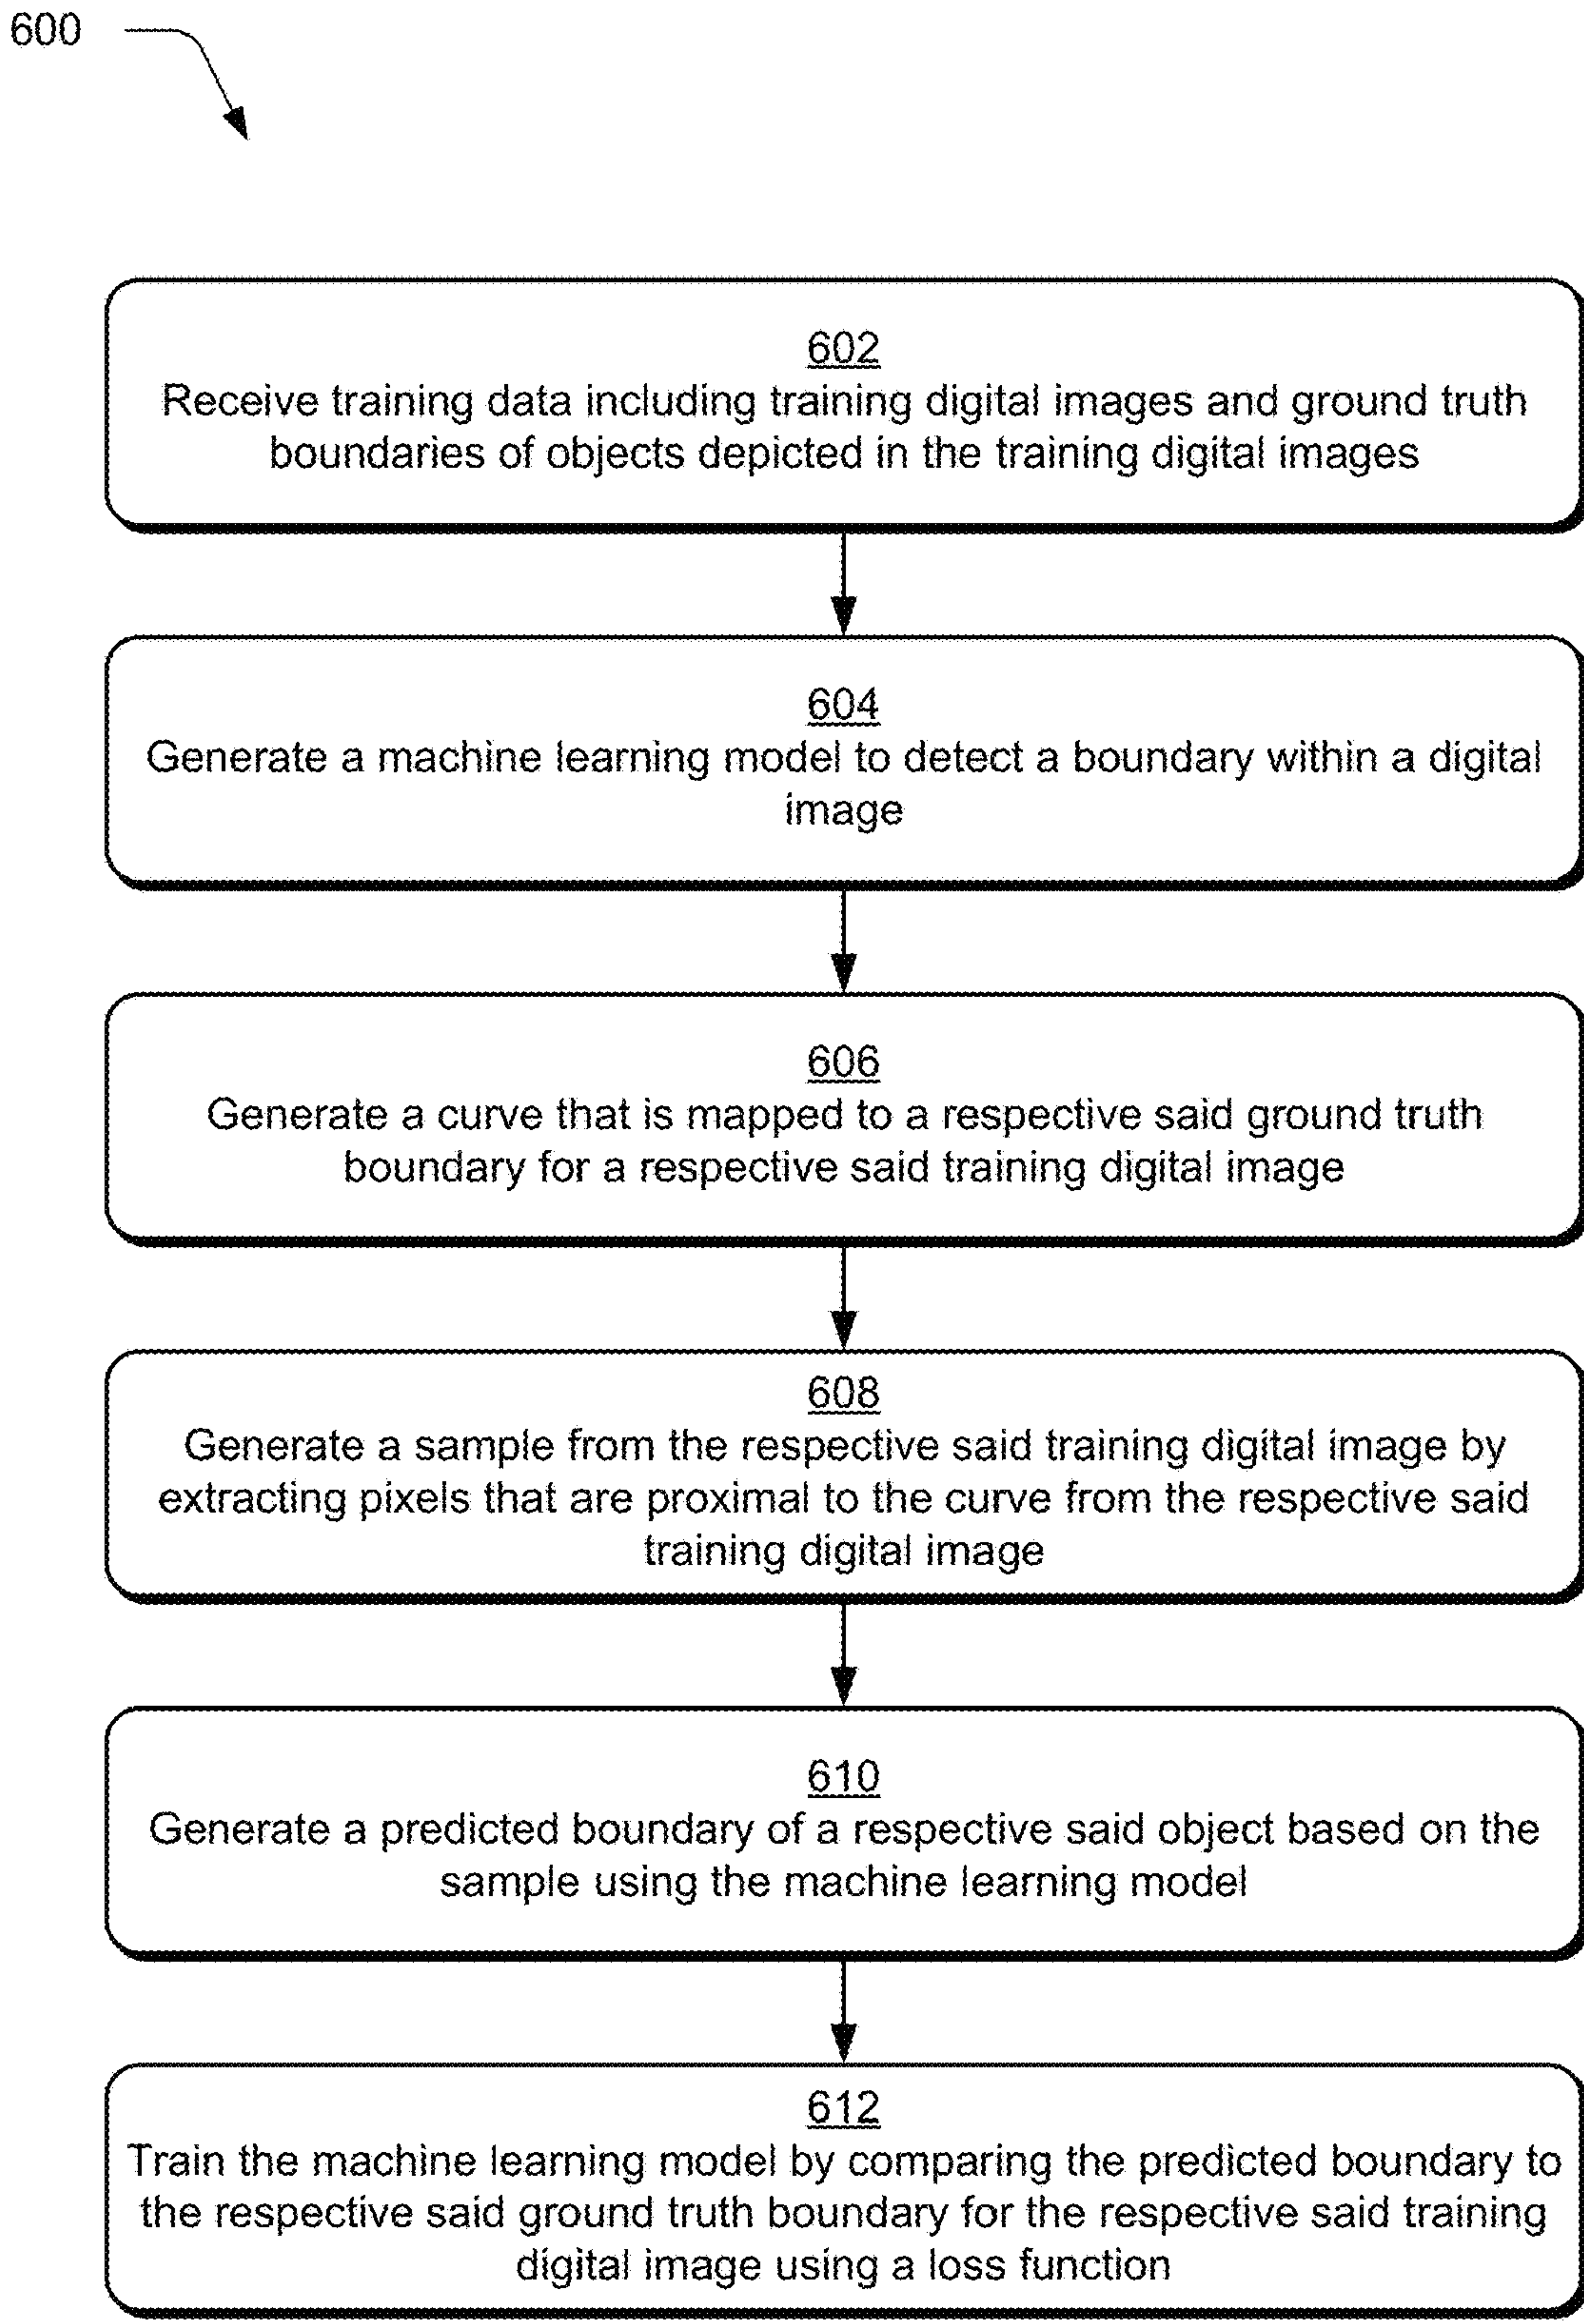 600
602
Receive training data including training digital images and ground truth
boundaries of objects depicted in the training digital images
604
Generate a machine learning model to detect a boundary within a digital
image
606
Generate a curve that is mapped to a respective said ground truth
boundary for a respective said training digital image
608
Generate a sample from the respective said training digital image by
extracting pixels that are proximal to the curve from the respective said
training digital image
610
Generate a predicted boundary of a respective said object based on the
sample using the machine learning model
612
Train the machine learning model by comparing the predicted boundary to
the respective said ground truth boundary for the respective said training
digital image using a loss function